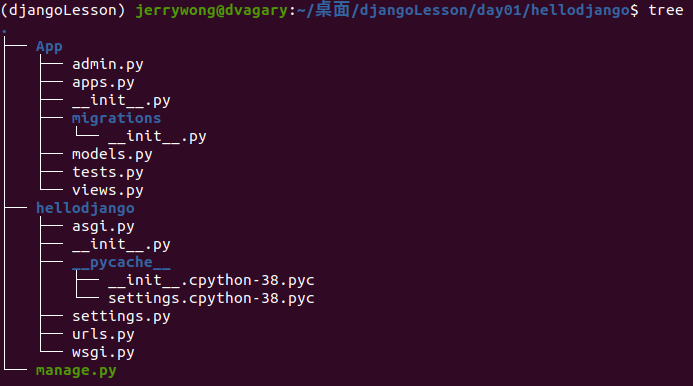 (djangoLesson) jerrywong@dvagary:~/桌面/djangoLesson/day01/hellodjango$ tree
.
├── App
│   ├── admin.py
│   ├── apps.py
│   ├── __init__.py
│   ├── migrations
│   │   └── __init__.py
│   ├── models.py
│   ├── tests.py
│   └── views.py
├── hellodjango
│   ├── asgi.py
│   ├── __init__.py
│   ├── __pycache__
│   │   ├── __init__.cpython-38.pyc
│   │   └── settings.cpython-38.pyc
│   ├── settings.py
│   ├── urls.py
│   └── wsgi.py
└── manage.py